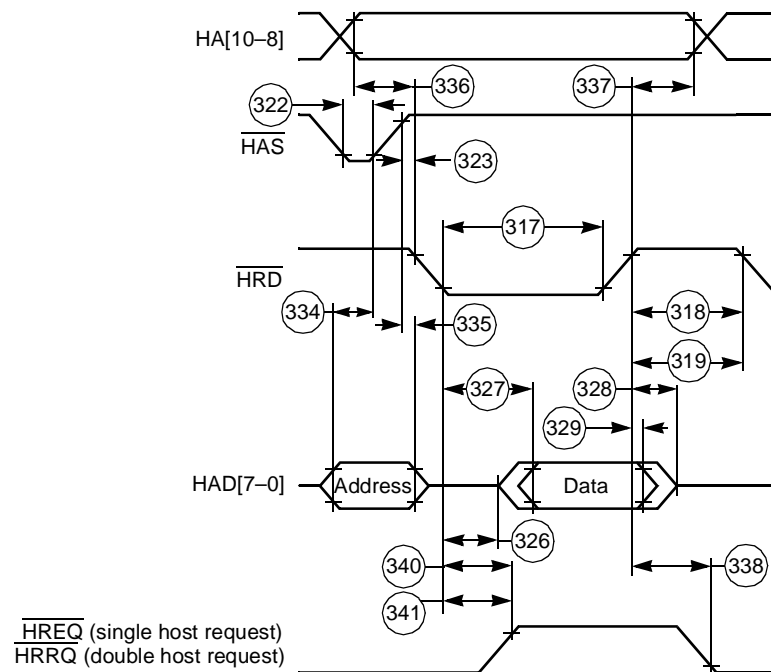 HA[10–8]
336
337
322
HAS
323
317
HRD
334
335
318
319
327
328
329
HAD[7–0]
Address
Data
326
340
338
341
HREQ (single host request)
HRRQ (double host request)